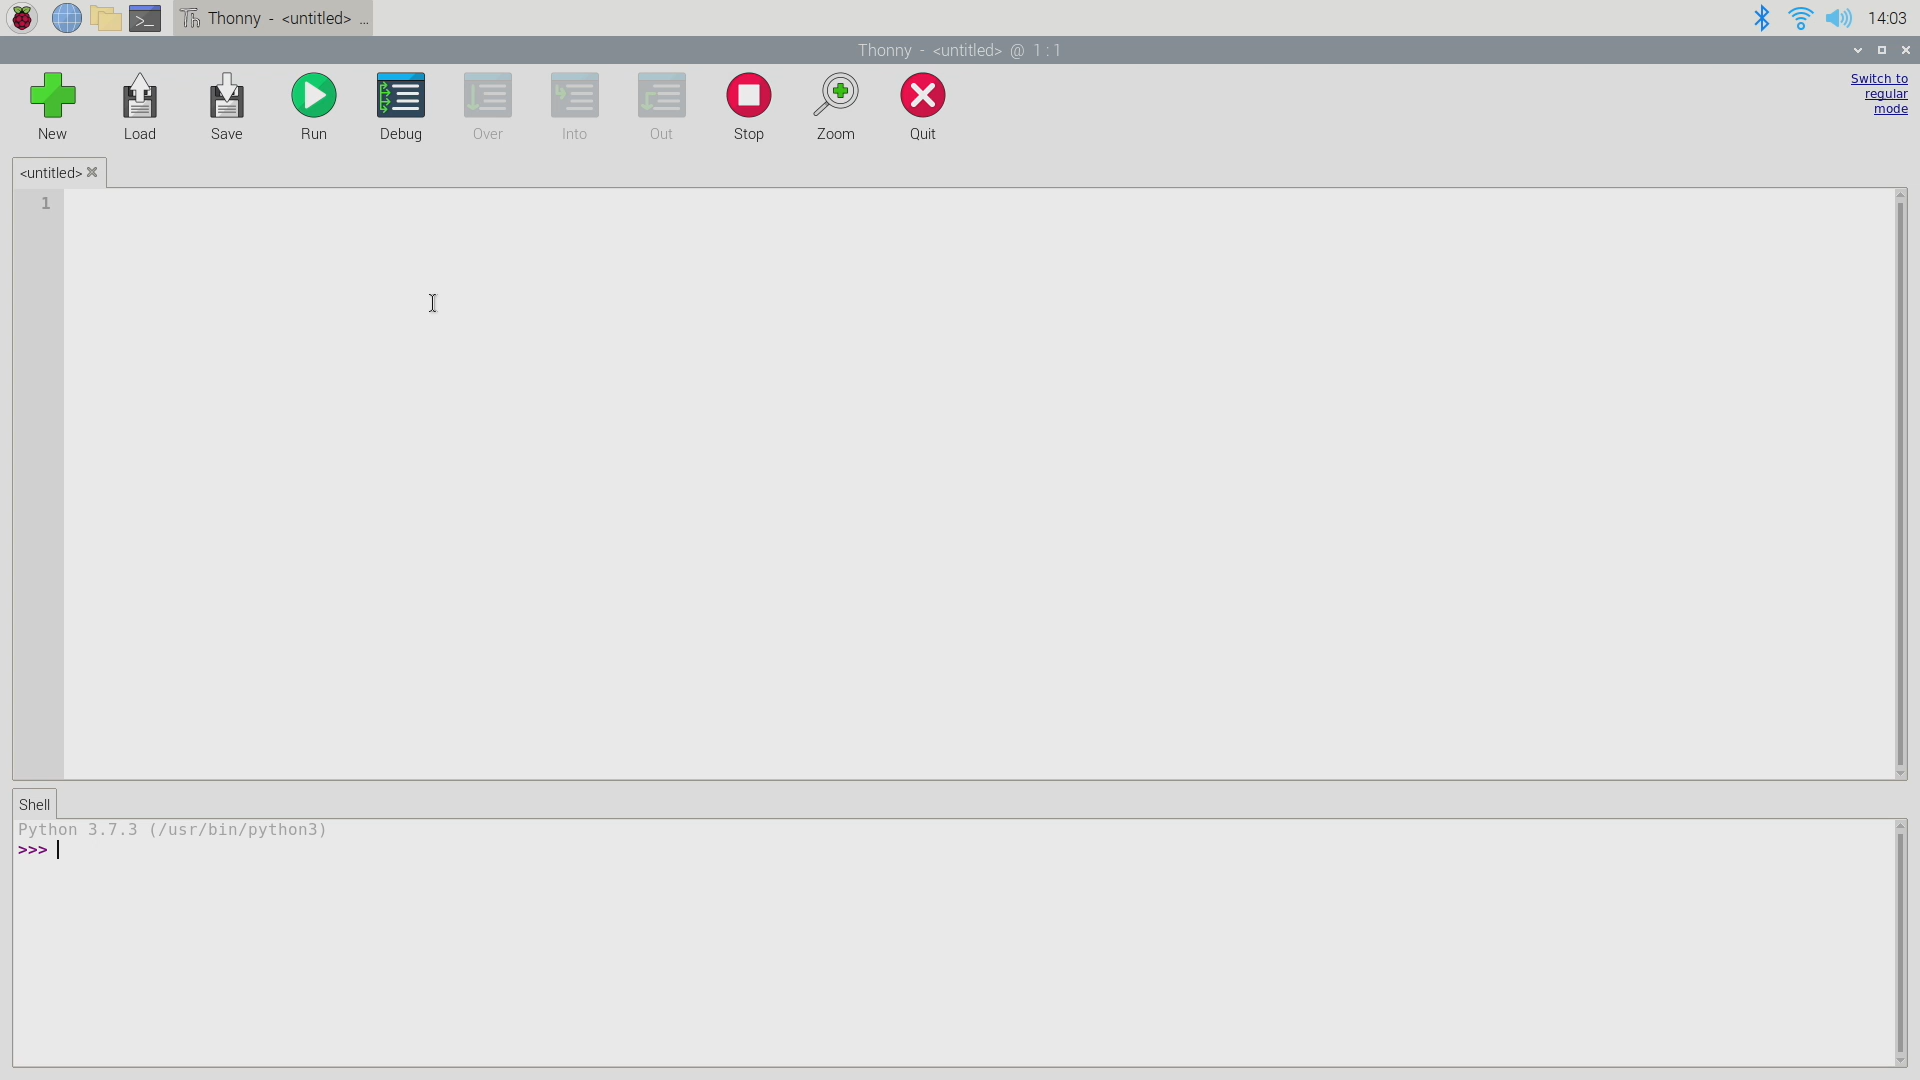 Thonny - <untitled> ...
14:03
Thonny - <untitled> @ 1 : 1
New
Load
Save
Run
Debug
Over
Into
Out
Stop
Zoom
Quit
Switch to
regular
mode
<untitled>
1
Shell
Python 3.7.3 (/usr/bin/python3)
>>>